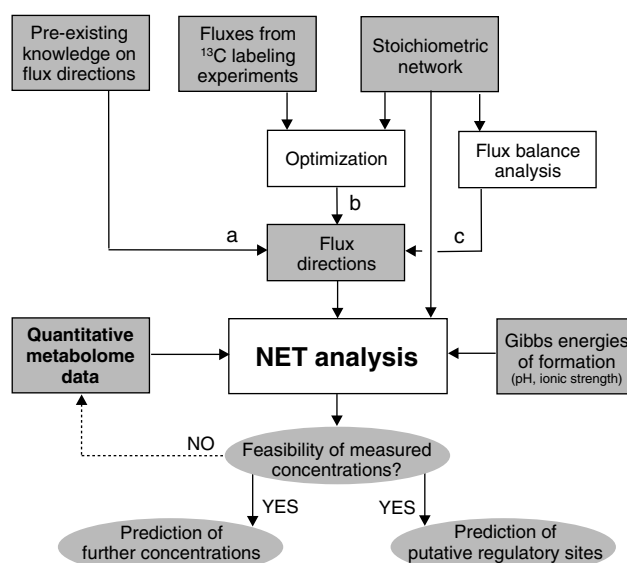 Pre-existing
knowledge on
flux directions
Fluxes from
¹³C labeling
experiments
Stoichiometric
network
Optimization
Flux balance
analysis
a
b
c
Flux
directions
Quantitative
metabolome
data
NET analysis
Gibbs energies
of formation
(pH, ionic strength)
NO
Feasibility of measured
concentrations?
YES
YES
Prediction of
further concentrations
Prediction of
putative regulatory sites